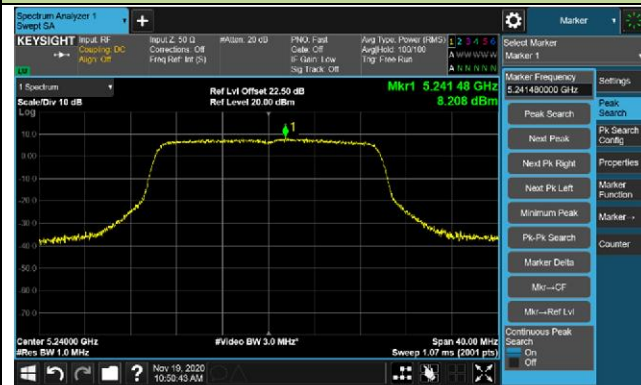 Spectrum Analyzer 1
Swept SA
+
Marker
KEYSIGHT
Input: RF
Coupling: DC
Align: Off
Input Z: 50 Ω
Corrections: Off
Freq Ref: Int (S)
#Atten: 20 dB
PNO: Fast
Gate: Off
IF Gain: Low
Sig Track: Off
Avg Type: Power (RMS)
Avg|Hold: 100/100
Trig: Free Run
1 2 3 4 5 6
A W W W W W
A N N N N N
LXI
Select Marker
Marker 1
Marker Frequency
5.241480000 GHz
Settings
Peak Search
Next Peak
Next Pk Right
Next Pk Left
Minimum Peak
Pk-Pk Search
Marker Delta
Mkr→CF
Mkr→Ref Lvl
Continuous Peak
Search
On
Off
Peak
Search
Pk Search
Config
Properties
Marker
Function
Marker→
Counter
1 Spectrum
Scale/Div 10 dB
Log
Ref Lvl Offset 22.50 dB
Ref Level 20.00 dBm
Mkr1 5.241 48 GHz
8.208 dBm
1
10.0
0.00
-10.0
-20.0
-30.0
-40.0
-50.0
-60.0
-70.0
Center 5.24000 GHz
#Res BW 1.0 MHz
#Video BW 3.0 MHz*
Span 40.00 MHz
Sweep 1.07 ms (2001 pts)
?
Nov 19, 2020
10:50:43 AM